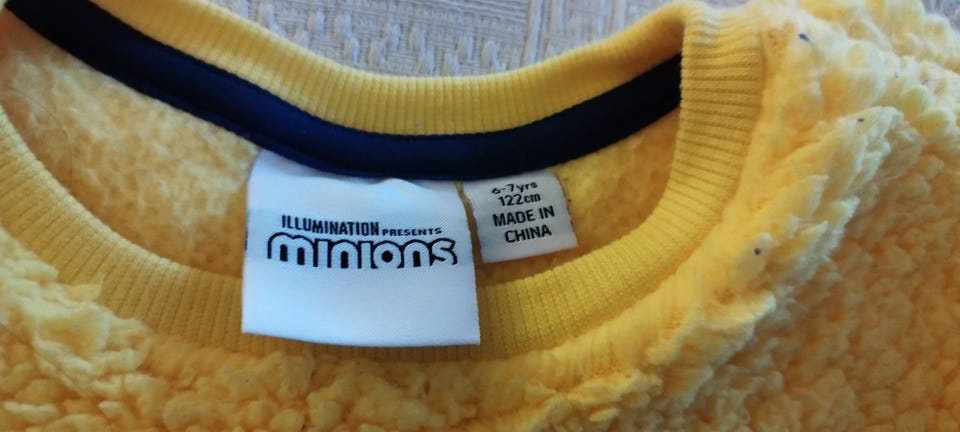 ILLUMINATION PRESENTS
minions
6-7yrs
122cm
MADE IN
CHINA